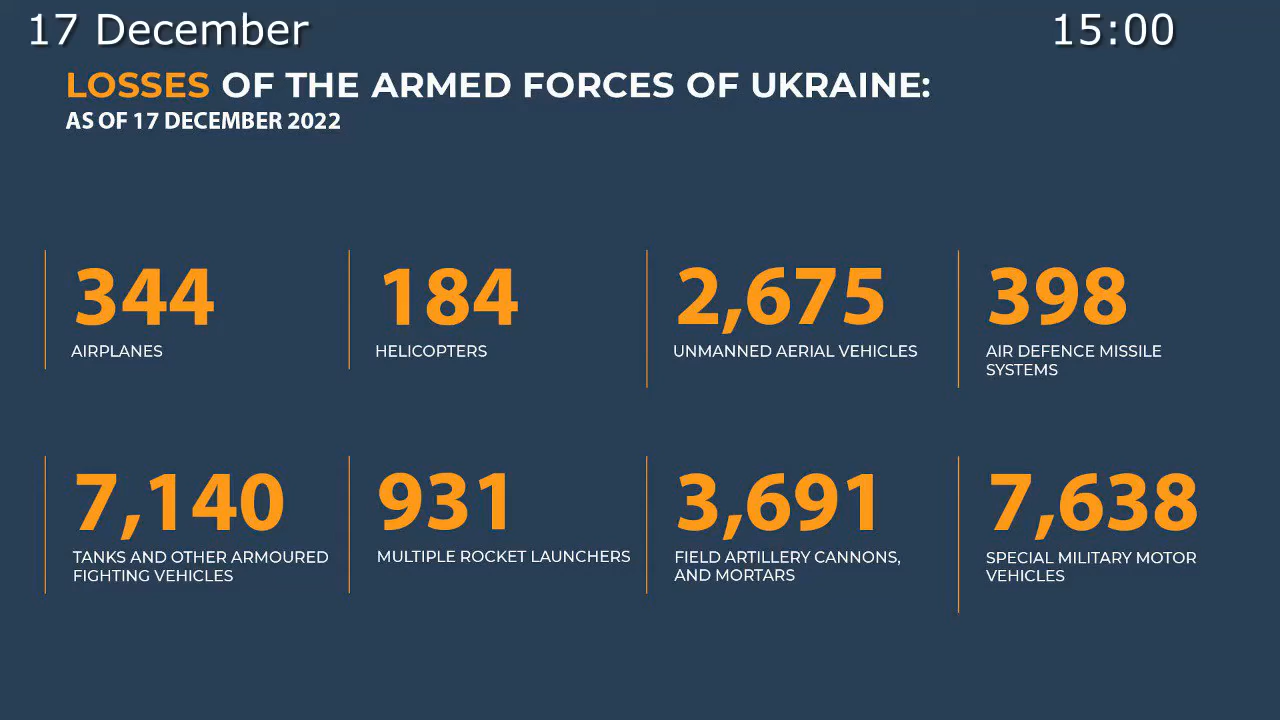 17 December 15:00
LOSSES OF THE ARMED FORCES OF UKRAINE:
AS OF 17 DECEMBER 2022
344
AIRPLANES
184
HELICOPTERS
2,675
UNMANNED AERIAL VEHICLES
398
AIR DEFENCE MISSILE
SYSTEMS
7,140
TANKS AND OTHER ARMOURED
FIGHTING VEHICLES
931
MULTIPLE ROCKET LAUNCHERS
3,691
FIELD ARTILLERY CANNONS,
AND MORTARS
7,638
SPECIAL MILITARY MOTOR
VEHICLES